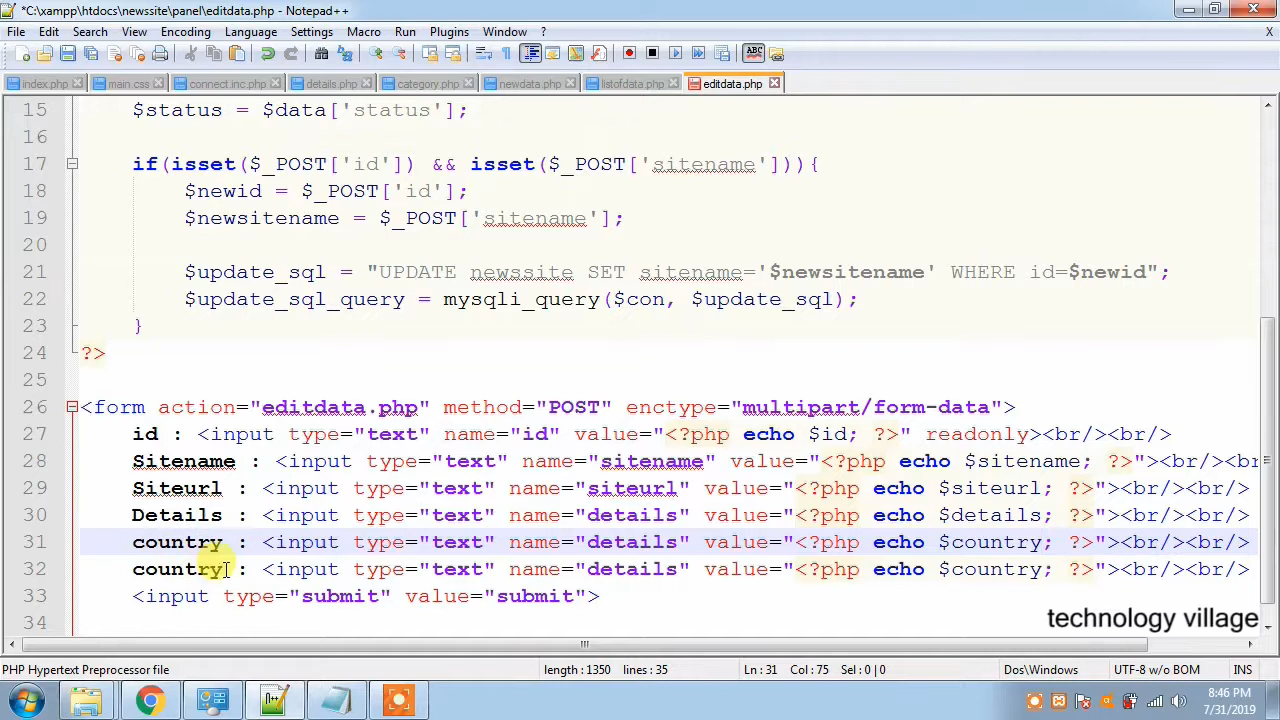 *C:\xampp\htdocs\newssite\panel\editdata.php - Notepad++
File Edit Search View Encoding Language Settings Macro Run Plugins Window ? X
index.php main.css connect.inc.php details.php category.php newdata.php listofdata.php editdata.php
15 $status = $data['status'];
16
17 if(isset($_POST['id']) && isset($_POST['sitename'])){
18 $newid = $_POST['id'];
19 $newsitename = $_POST['sitename'];
20
21 $update_sql = "UPDATE newssite SET sitename='$newsitename' WHERE id=$newid";
22 $update_sql_query = mysqli_query($con, $update_sql);
23 }
24 ?>
25
26 <form action="editdata.php" method="POST" enctype="multipart/form-data">
27 id : <input type="text" name="id" value="<?php echo $id; ?>" readonly><br/><br/>
28 Sitename : <input type="text" name="sitename" value="<?php echo $sitename; ?>"><br/><br
29 Siteurl : <input type="text" name="siteurl" value="<?php echo $siteurl; ?>"><br/><br/>
30 Details : <input type="text" name="details" value="<?php echo $details; ?>"><br/><br/>
31 country : <input type="text" name="details" value="<?php echo $country; ?>"><br/><br/>
32 country : <input type="text" name="details" value="<?php echo $country; ?>"><br/><br/>
33 <input type="submit" value="submit">
34
technology village
PHP Hypertext Preprocessor file length : 1350 lines : 35 Ln : 31 Col : 75 Sel : 0 | 0 Dos\Windows UTF-8 w/o BOM INS
8:46 PM
7/31/2019